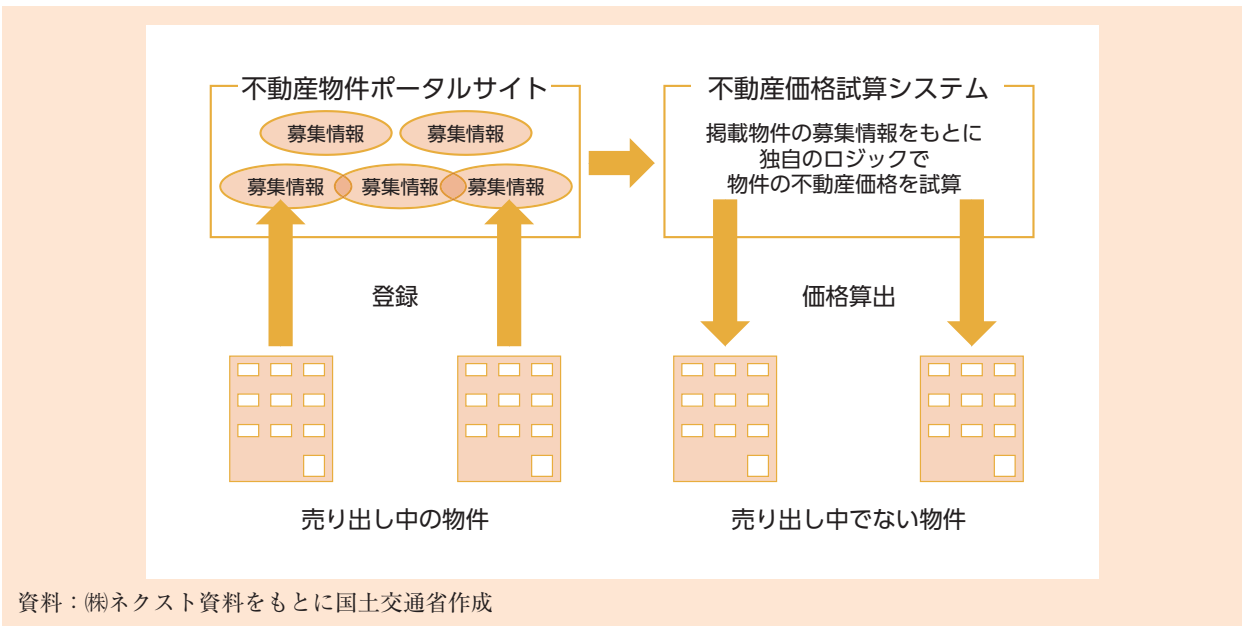 不動産物件ポータルサイト
募集情報
募集情報
募集情報
募集情報
募集情報
登録
売り出し中の物件
不動産価格試算システム
掲載物件の募集情報をもとに
独自のロジックで
物件の不動産価格を試算
価格算出
売り出し中でない物件
資料：㈱ネクスト資料をもとに国土交通省作成